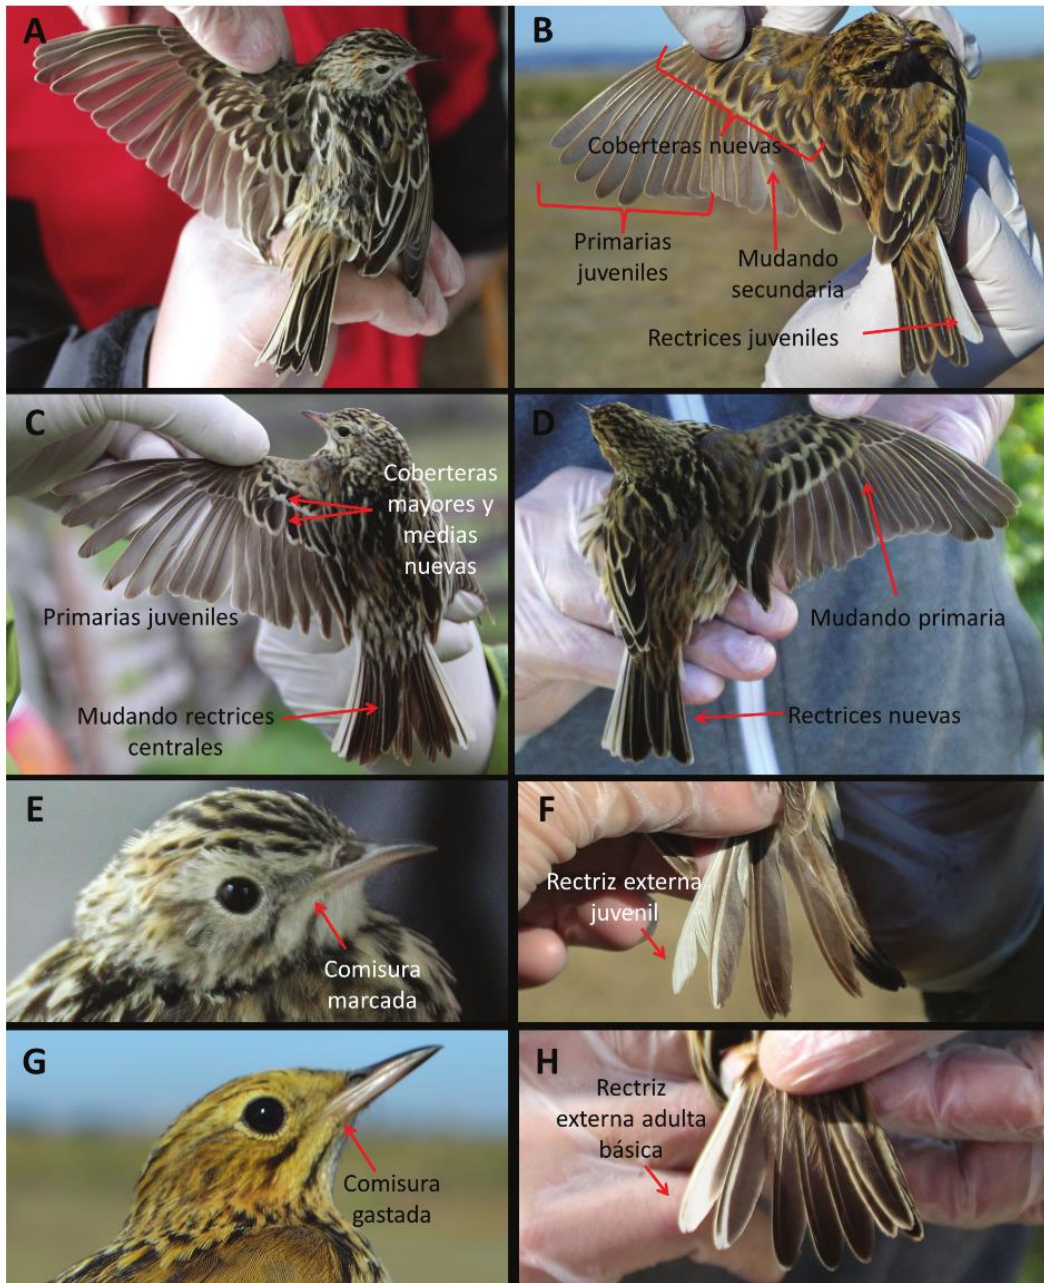 A
B
Coberteras nuevas
Primarias
juveniles
Mudando
secundaria
Rectrices juveniles
C
Coberteras
mayores y
medias
nuevas
Primarias juveniles
Mudando rectrices
centrales
D
Mudando primaria
Rectrices nuevas
E
Comisura
marcada
F
Rectriz externa
juvenil
G
Comisura
gastada
H
Rectriz
externa adulta
básica